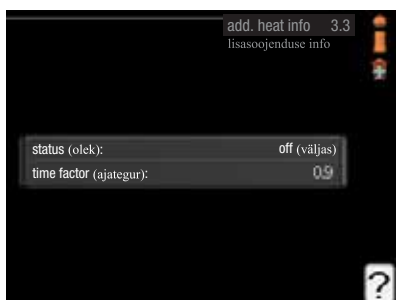 add. heat info 3.3
lisasoojenduse info
status (olek): off (väljas)
time factor (ajategur): 0.9
?